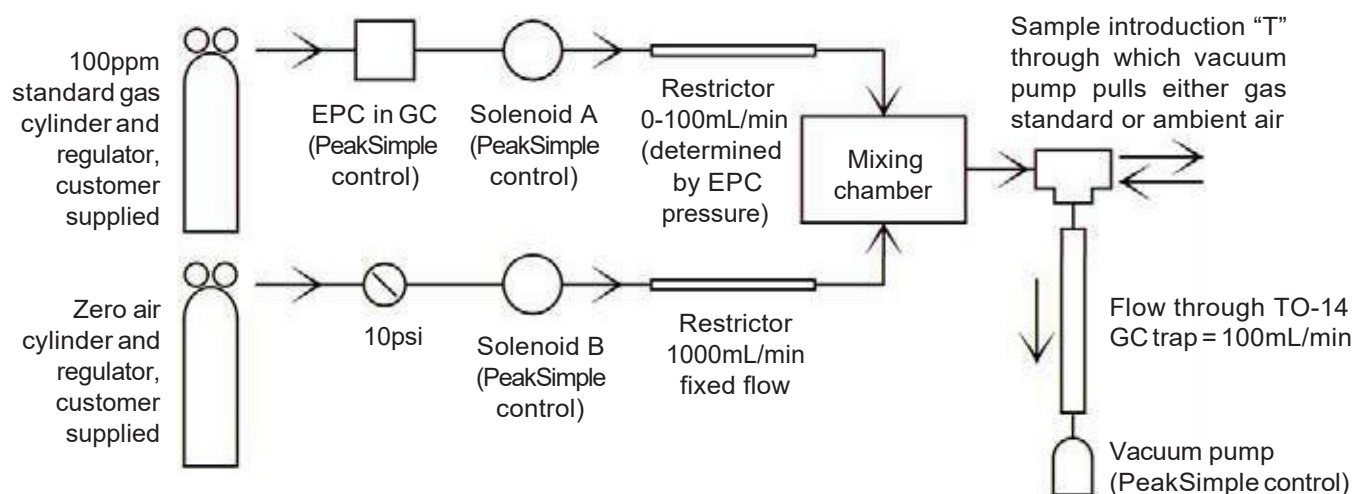 100ppm
standard gas
cylinder and
regulator,
customer
supplied
EPC in GC
(PeakSimple
control)
Solenoid A
(PeakSimple
control)
Restrictor
0-100mL/min
(determined
by EPC
pressure)
Mixing
chamber
Sample introduction “T”
through which vacuum
pump pulls either gas
standard or ambient air
Zero air
cylinder and
regulator,
customer
supplied
10psi
Solenoid B
(PeakSimple
control)
Restrictor
1000mL/min
fixed flow
Flow through TO-14
GC trap = 100mL/min
Vacuum pump
(PeakSimple control)